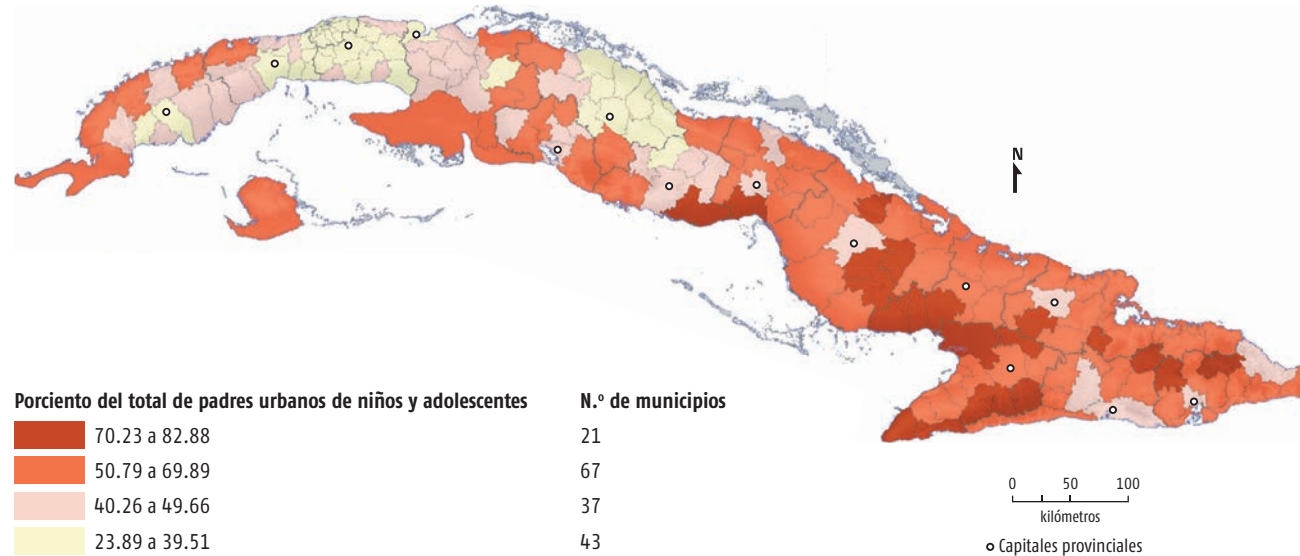 N
Porciento del total de padres urbanos de niños y adolescentes N.º de municipios
70.23 a 82.88 21
50.79 a 69.89 67
40.26 a 49.66 37
23.89 a 39.51 43
0 50 100
kilómetros
Capitales provinciales